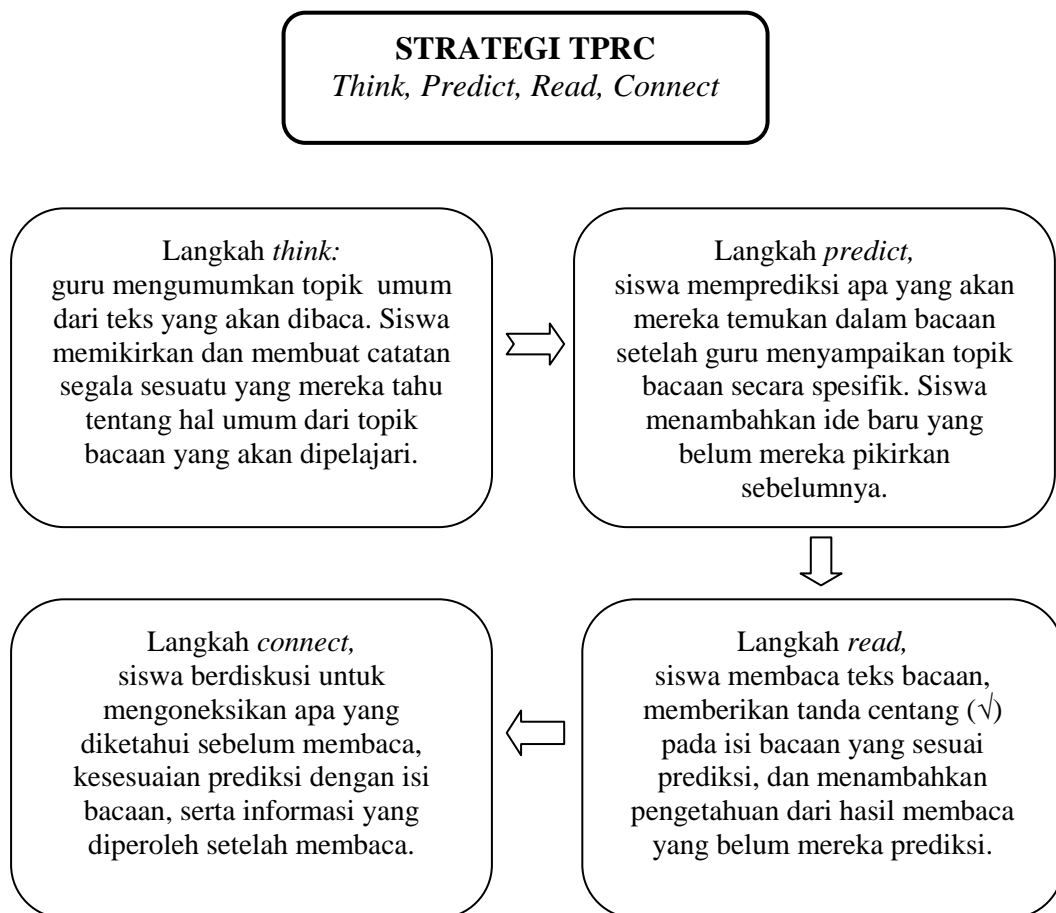 STRATEGI TPRC
Think, Predict, Read, Connect
Langkah think:
guru mengumumkan topik umum
dari teks yang akan dibaca. Siswa
memikirkan dan membuat catatan
segala sesuatu yang mereka tahu
tentang hal umum dari topik
bacaan yang akan dipelajari.
Langkah predict,
siswa memprediksi apa yang akan
mereka temukan dalam bacaan
setelah guru menyampaikan topik
bacaan secara spesifik. Siswa
menambahkan ide baru yang
belum mereka pikirkan
sebelumnya.
Langkah read,
siswa membaca teks bacaan,
memberikan tanda centang (√)
pada isi bacaan yang sesuai
prediksi, dan menambahkan
pengetahuan dari hasil membaca
yang belum mereka prediksi.
Langkah connect,
siswa berdiskusi untuk
mengoneksikan apa yang
diketahui sebelum membaca,
kesesuaian prediksi dengan isi
bacaan, serta informasi yang
diperoleh setelah membaca.